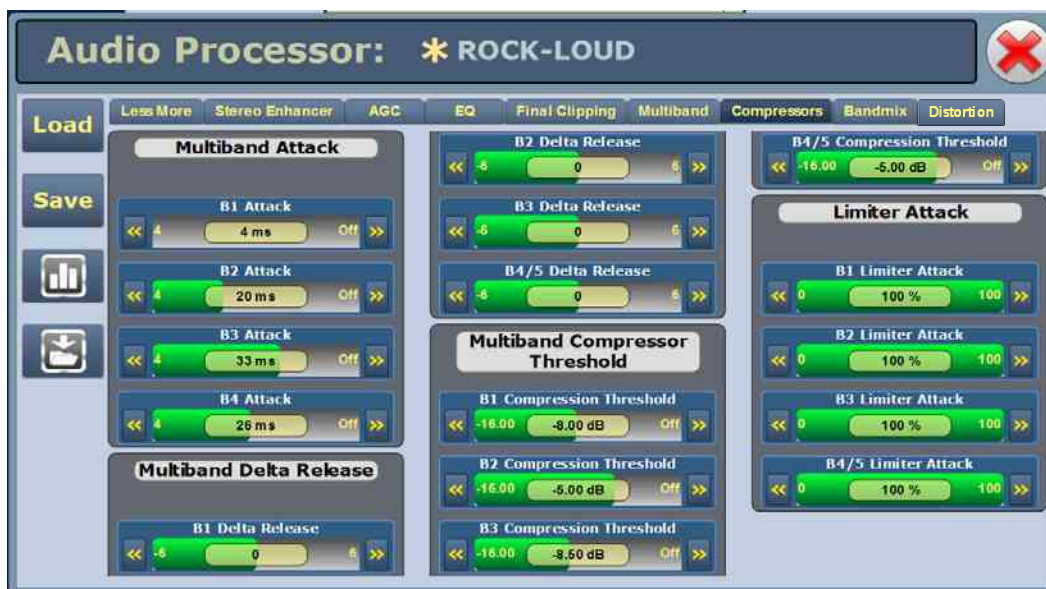 Audio Processor: * ROCK-LOUD
Load
Save
Less More Stereo Enhancer AGC EQ Final Clipping Multiband Compressors Bandmix Distortion
Multiband Attack
B1 Attack
« 4 4 ms Off »
B2 Attack
« 4 20 ms Off »
B3 Attack
« 4 33 ms Off »
B4 Attack
« 4 26 ms Off »
Multiband Delta Release
B1 Delta Release
« -6 0 6 »
B2 Delta Release
« -6 0 6 »
B3 Delta Release
« -6 0 6 »
B4/5 Delta Release
« -6 0 6 »
Multiband Compressor
Threshold
B1 Compression Threshold
« -16.00 -8.00 dB Off »
B2 Compression Threshold
« -16.00 -5.00 dB Off »
B3 Compression Threshold
« -16.00 -8.50 dB Off »
B4/5 Compression Threshold
« -16.00 -5.00 dB Off »
Limiter Attack
B1 Limiter Attack
« 0 100 % 100 »
B2 Limiter Attack
« 0 100 % 100 »
B3 Limiter Attack
« 0 100 % 100 »
B4/5 Limiter Attack
« 0 100 % 100 »